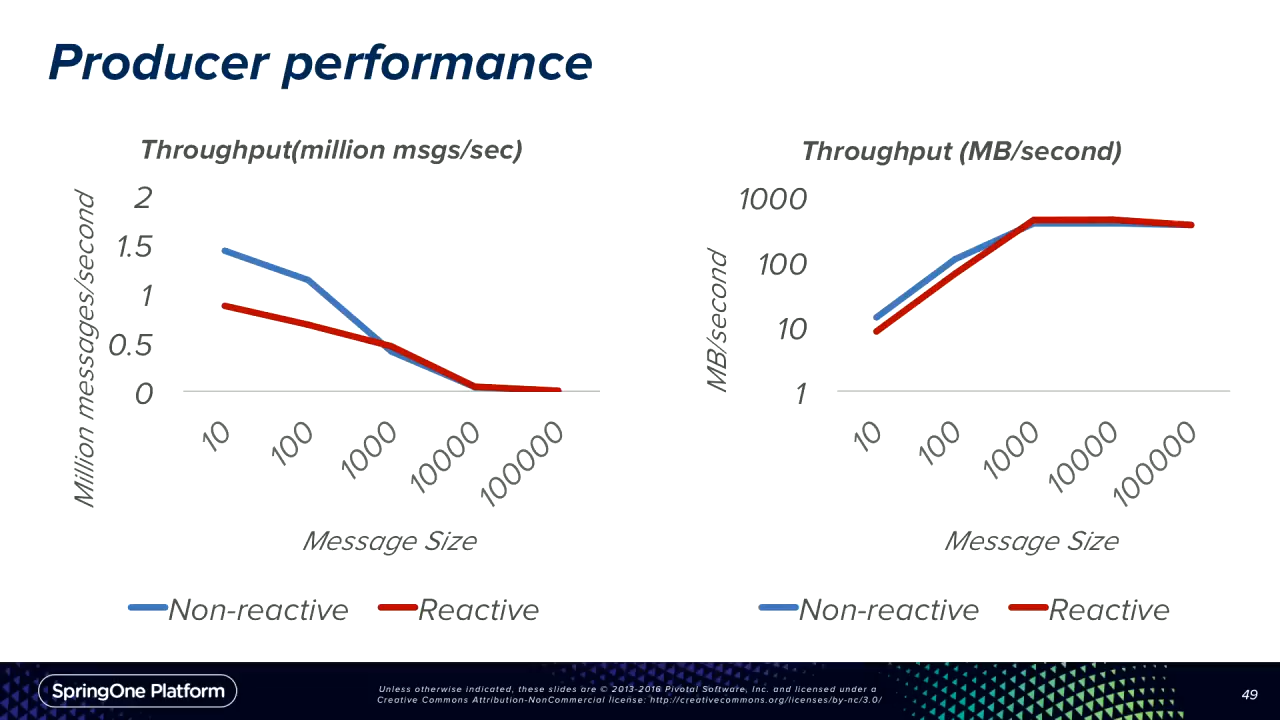 Producer performance
Throughput(million msgs/sec)
Million messages/second
2
1.5
1
0.5
0
10
100
1000
10000
100000
Message Size
Non-reactive
Reactive
Throughput (MB/second)
MB/second
1000
100
10
1
10
100
1000
10000
100000
Message Size
Non-reactive
Reactive
SpringOne Platform
Unless otherwise indicated, these slides are © 2013-2016 Pivotal Software, Inc. and licensed under a
Creative Commons Attribution-NonCommercial license: http://creativecommons.org/licenses/by-nc/3.0/
49